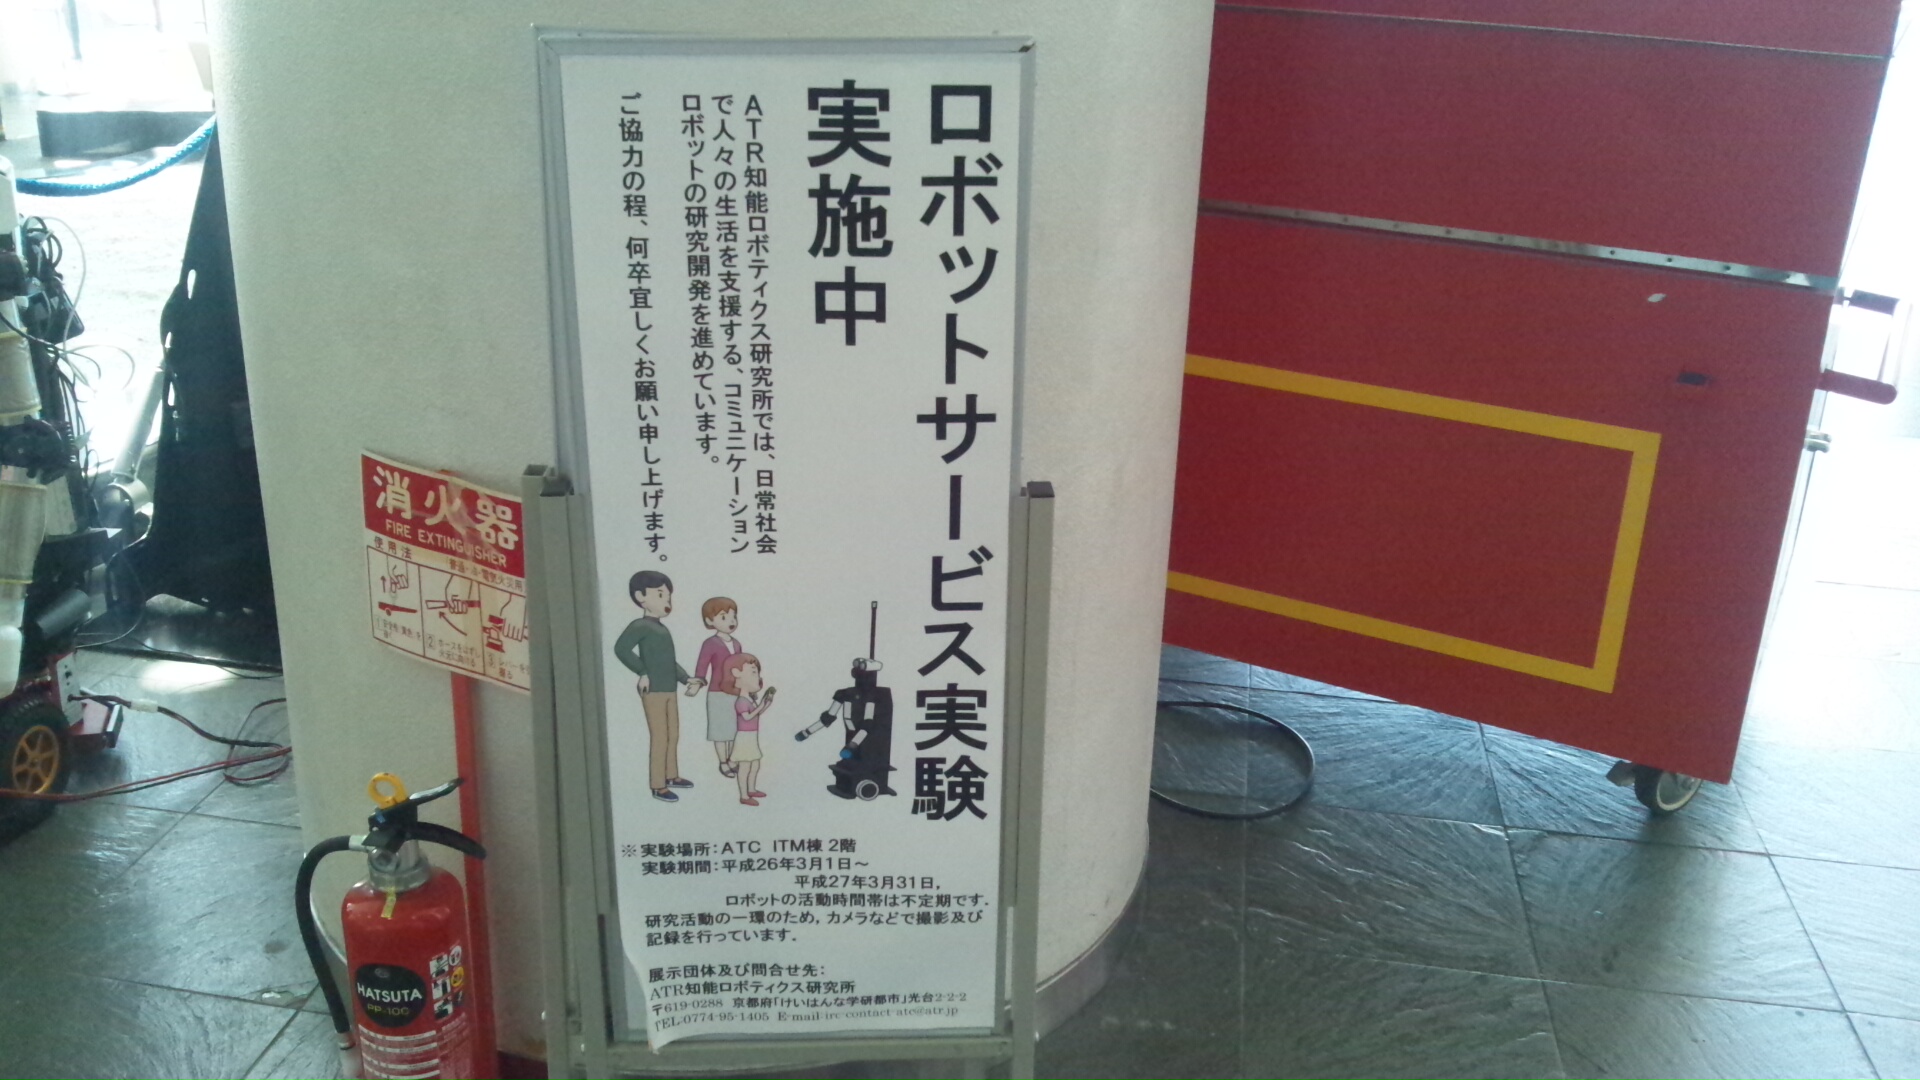 ロボットサービス実験
実施中
ATR知能ロボティクス研究所では、日常社会
で人々の生活を支援する、コミュニケーション
ロボットの研究開発を進めています。
ご協力の程、何卒宜しくお願い申し上げます。
※実験場所:ATC ITM棟 2階
実験期間:平成26年3月1日～
平成27年3月31日,
ロボットの活動時間帯は不定期です.
研究活動の一環のため,カメラなどで撮影及び
記録を行っています.
展示団体及び問合せ先:
ATR知能ロボティクス研究所
〒619-0288 京都府「けいはんな学研都市」光台2-2-2
TEL:0774-95-1405 E-mail:irc-contact-atc@atr.jp
消火器
FIRE EXTINGUISHER
使用法
HATSUTA
PP-10C